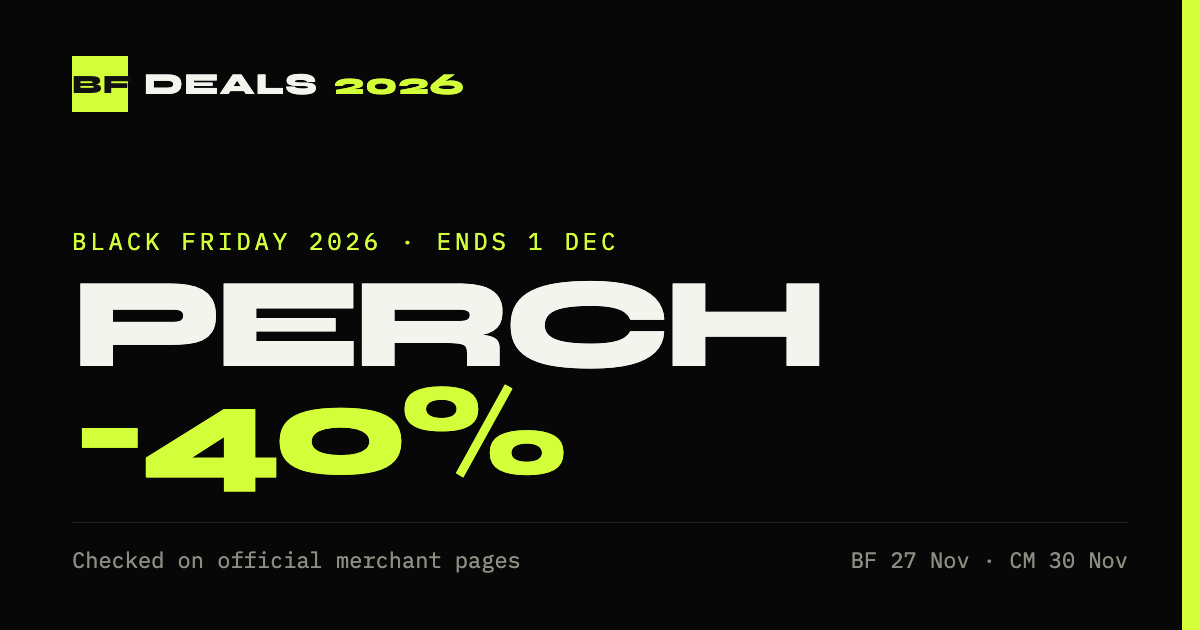 BF DEALS 2026
BLACK FRIDAY 2026 · ENDS 1 DEC
PERCH
-40%
Checked on official merchant pages
BF 27 Nov · CM 30 Nov